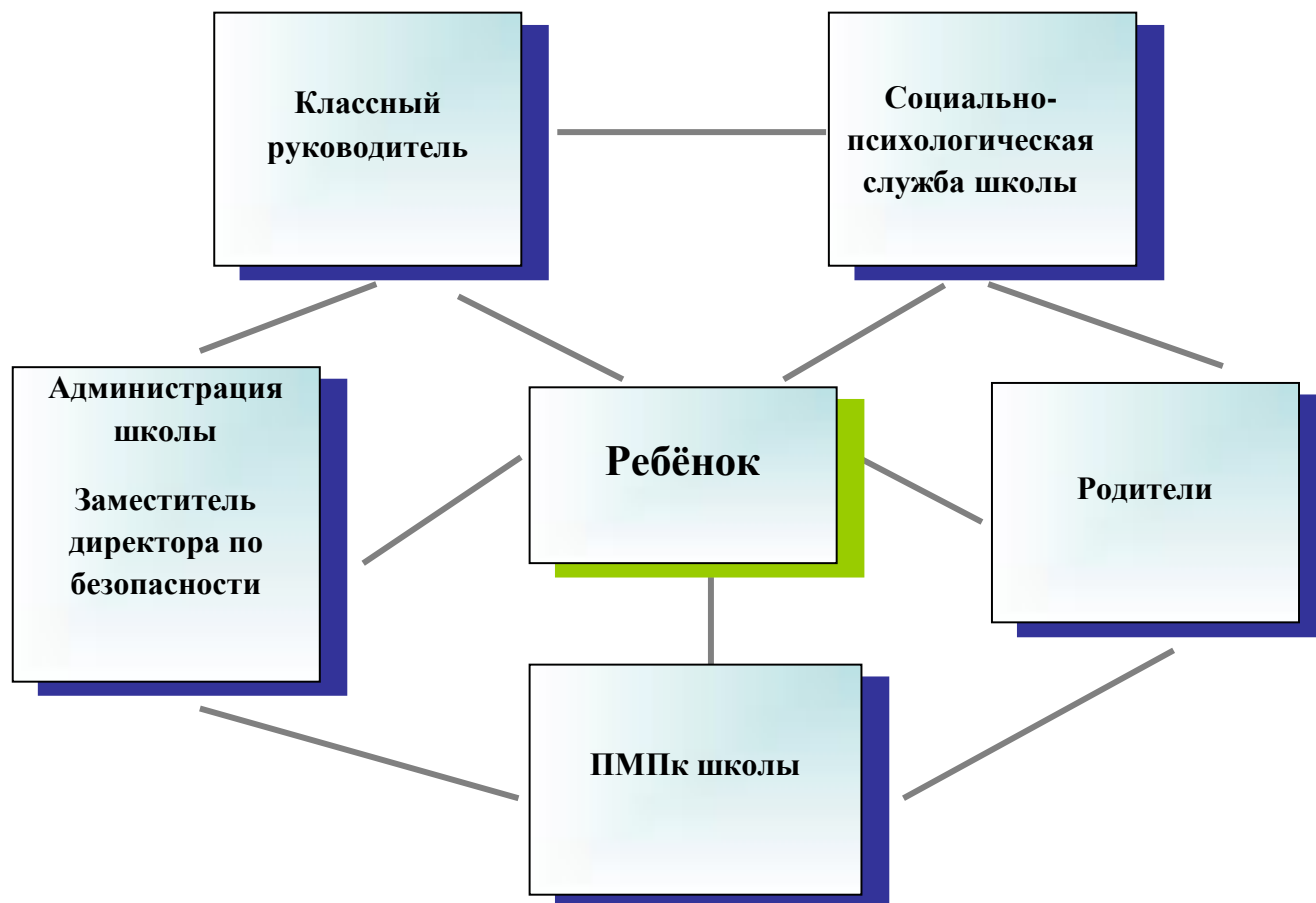 Классный
руководитель
Социально-
психологическая
служба школы
Администрация
школы
Заместитель
директора по
безопасности
Ребёнок
Родители
ПМПк школы